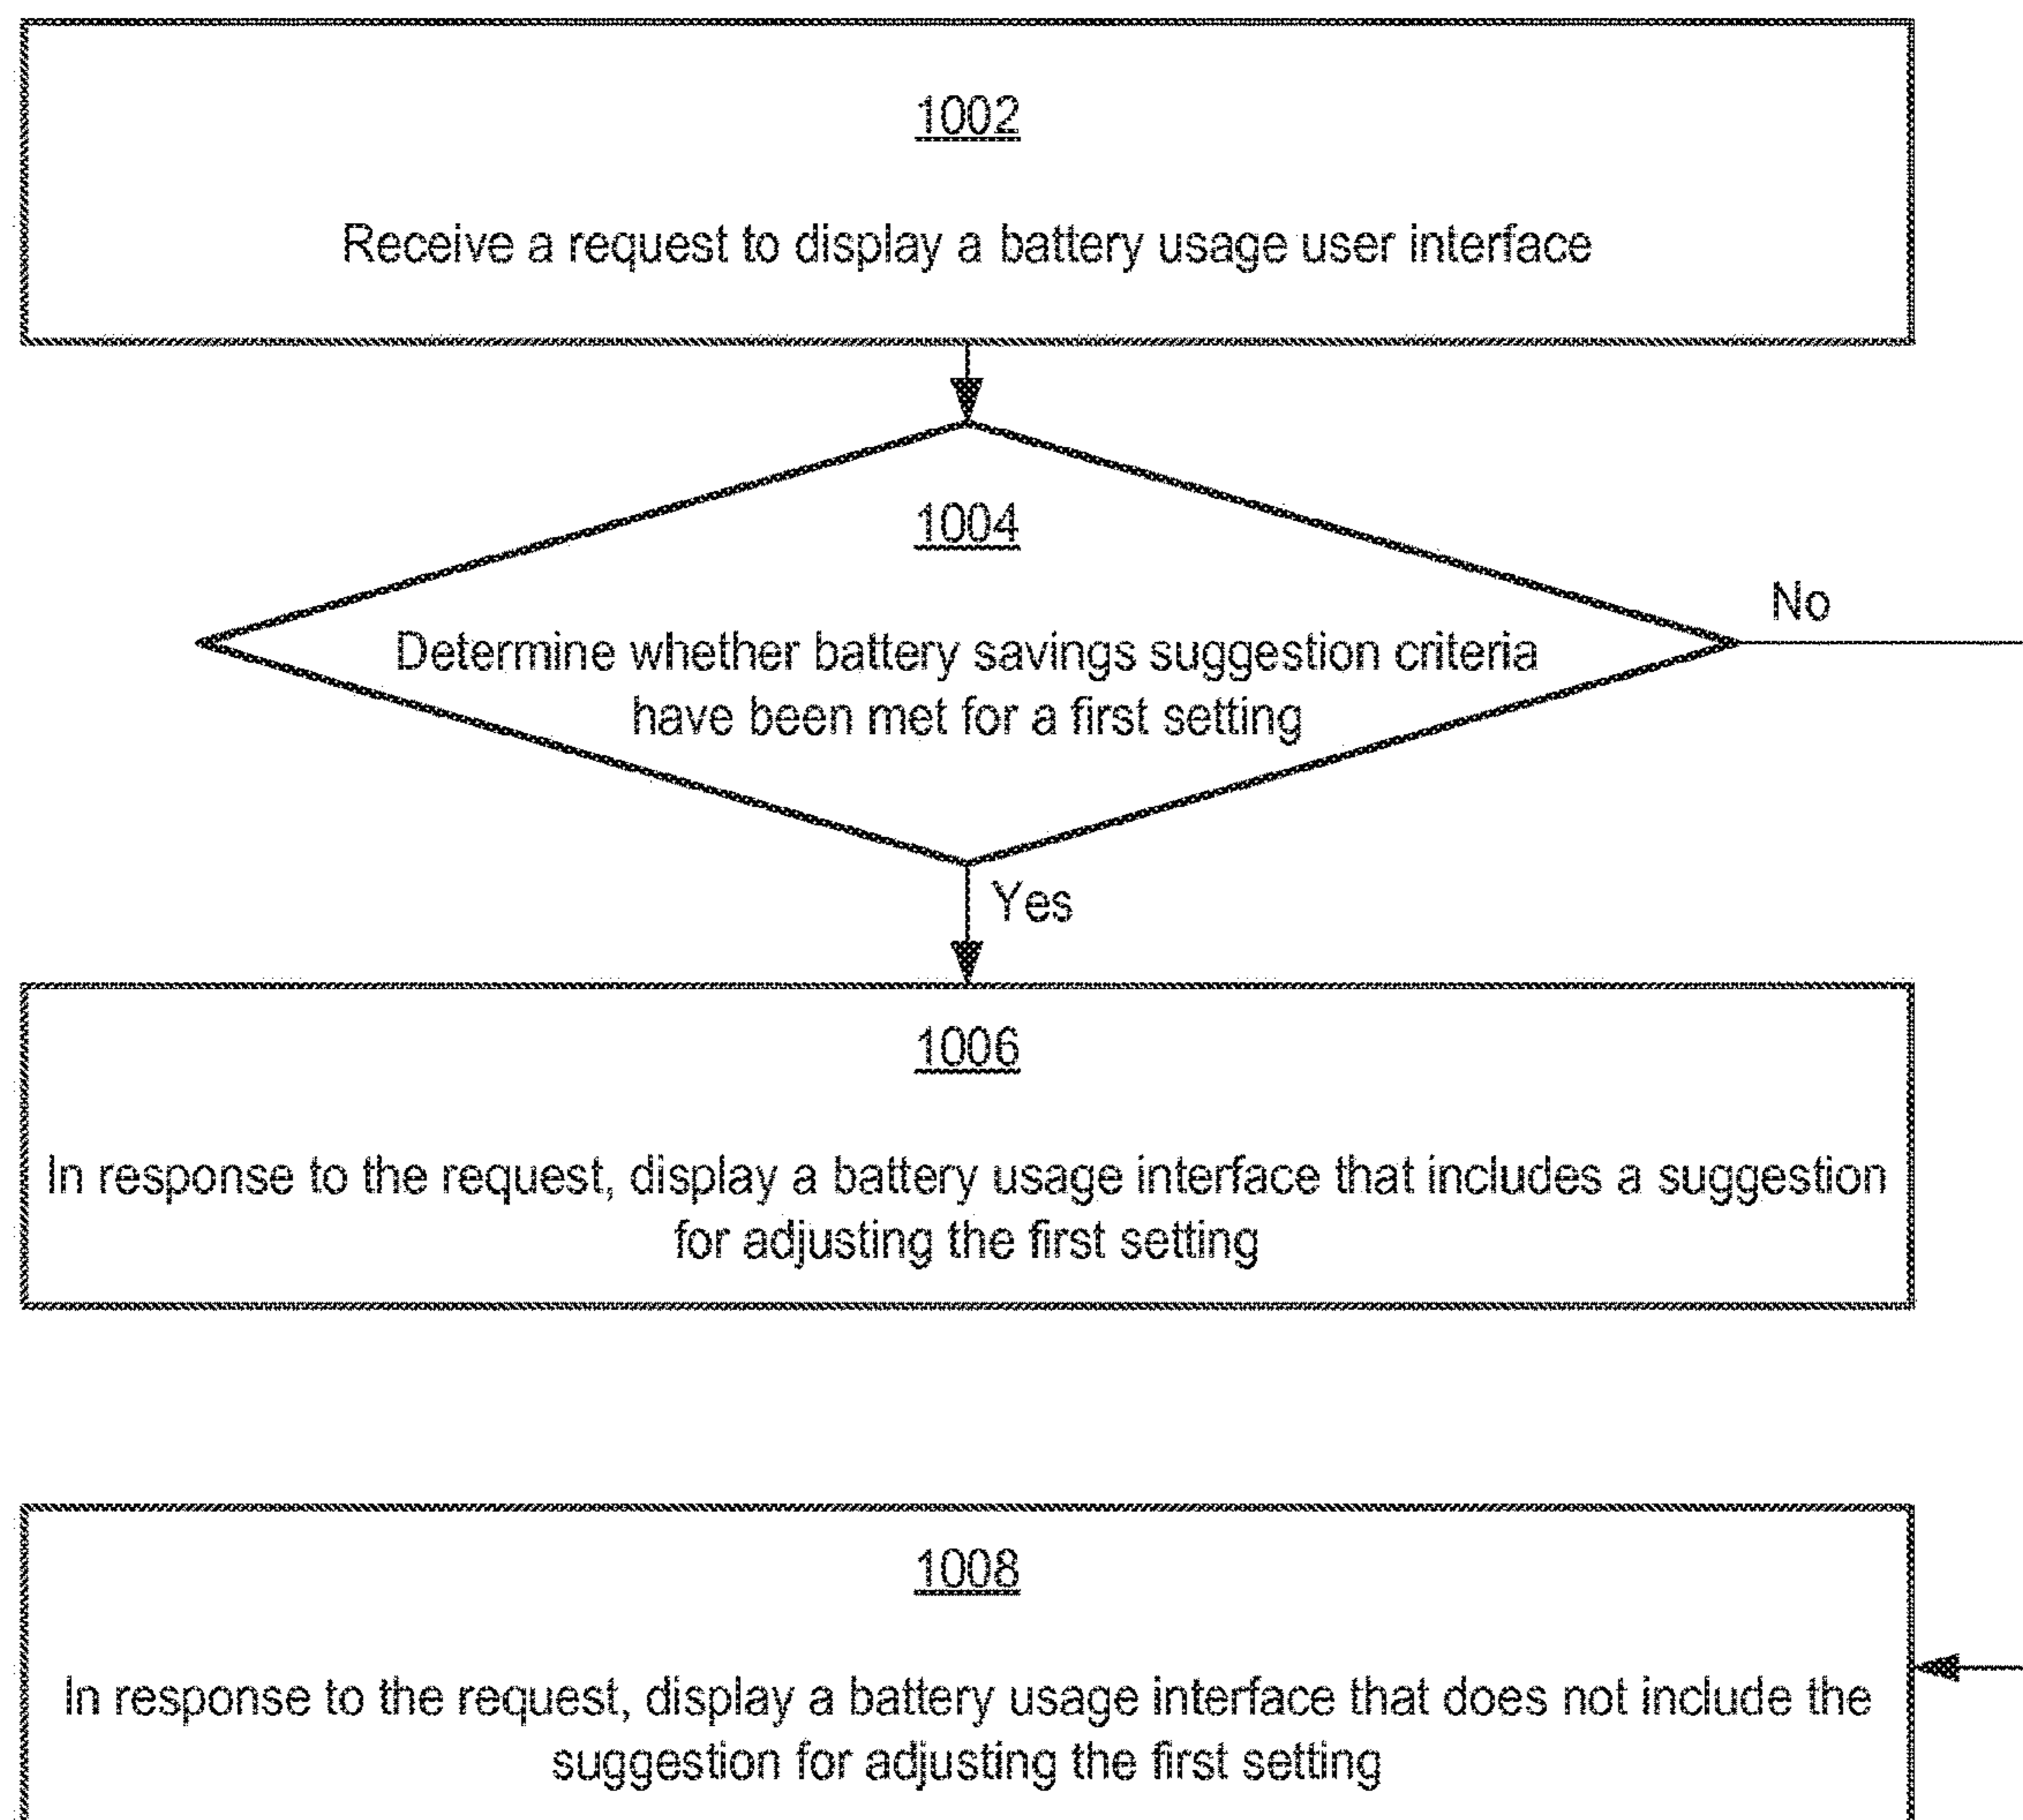 1002
Receive a request to display a battery usage user interface
1004
Determine whether battery savings suggestion criteria
have been met for a first setting
No
Yes
1006
In response to the request, display a battery usage interface that includes a suggestion
for adjusting the first setting
1008
In response to the request, display a battery usage interface that does not include the
suggestion for adjusting the first setting